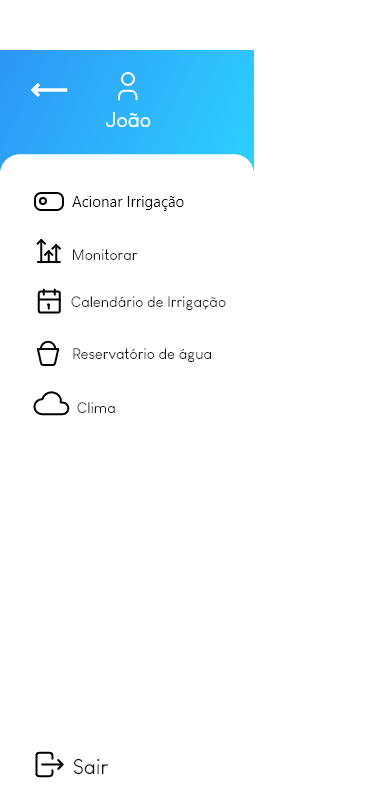 João
Acionar Irrigação
Monitorar
Calendário de Irrigação
Reservatório de água
Clima
Sair